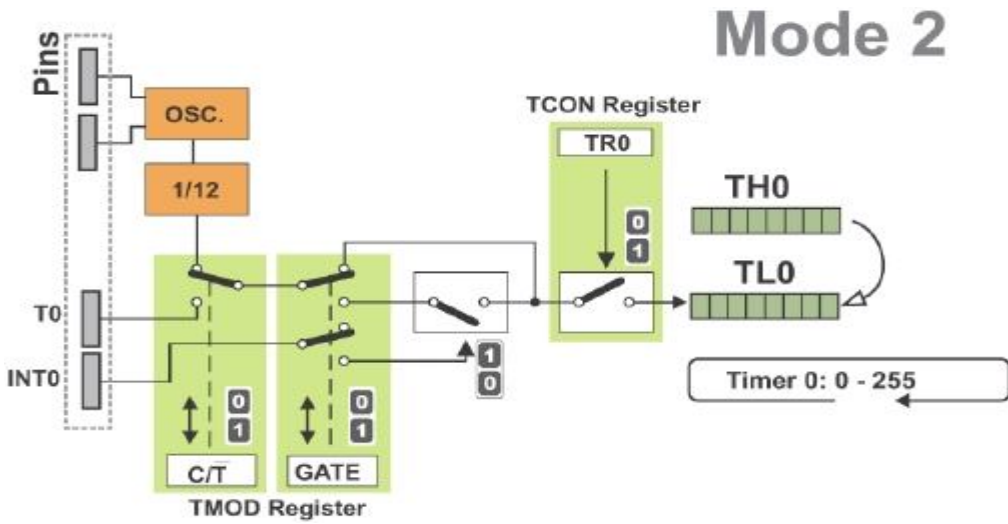 Mode 2
Pins
OSC.
1/12
TCON Register
TR0
0
1
TH0
TL0
T0
INT0
1
0
Timer 0: 0 - 255
0
1
0
1
C/T̅
GATE
TMOD Register